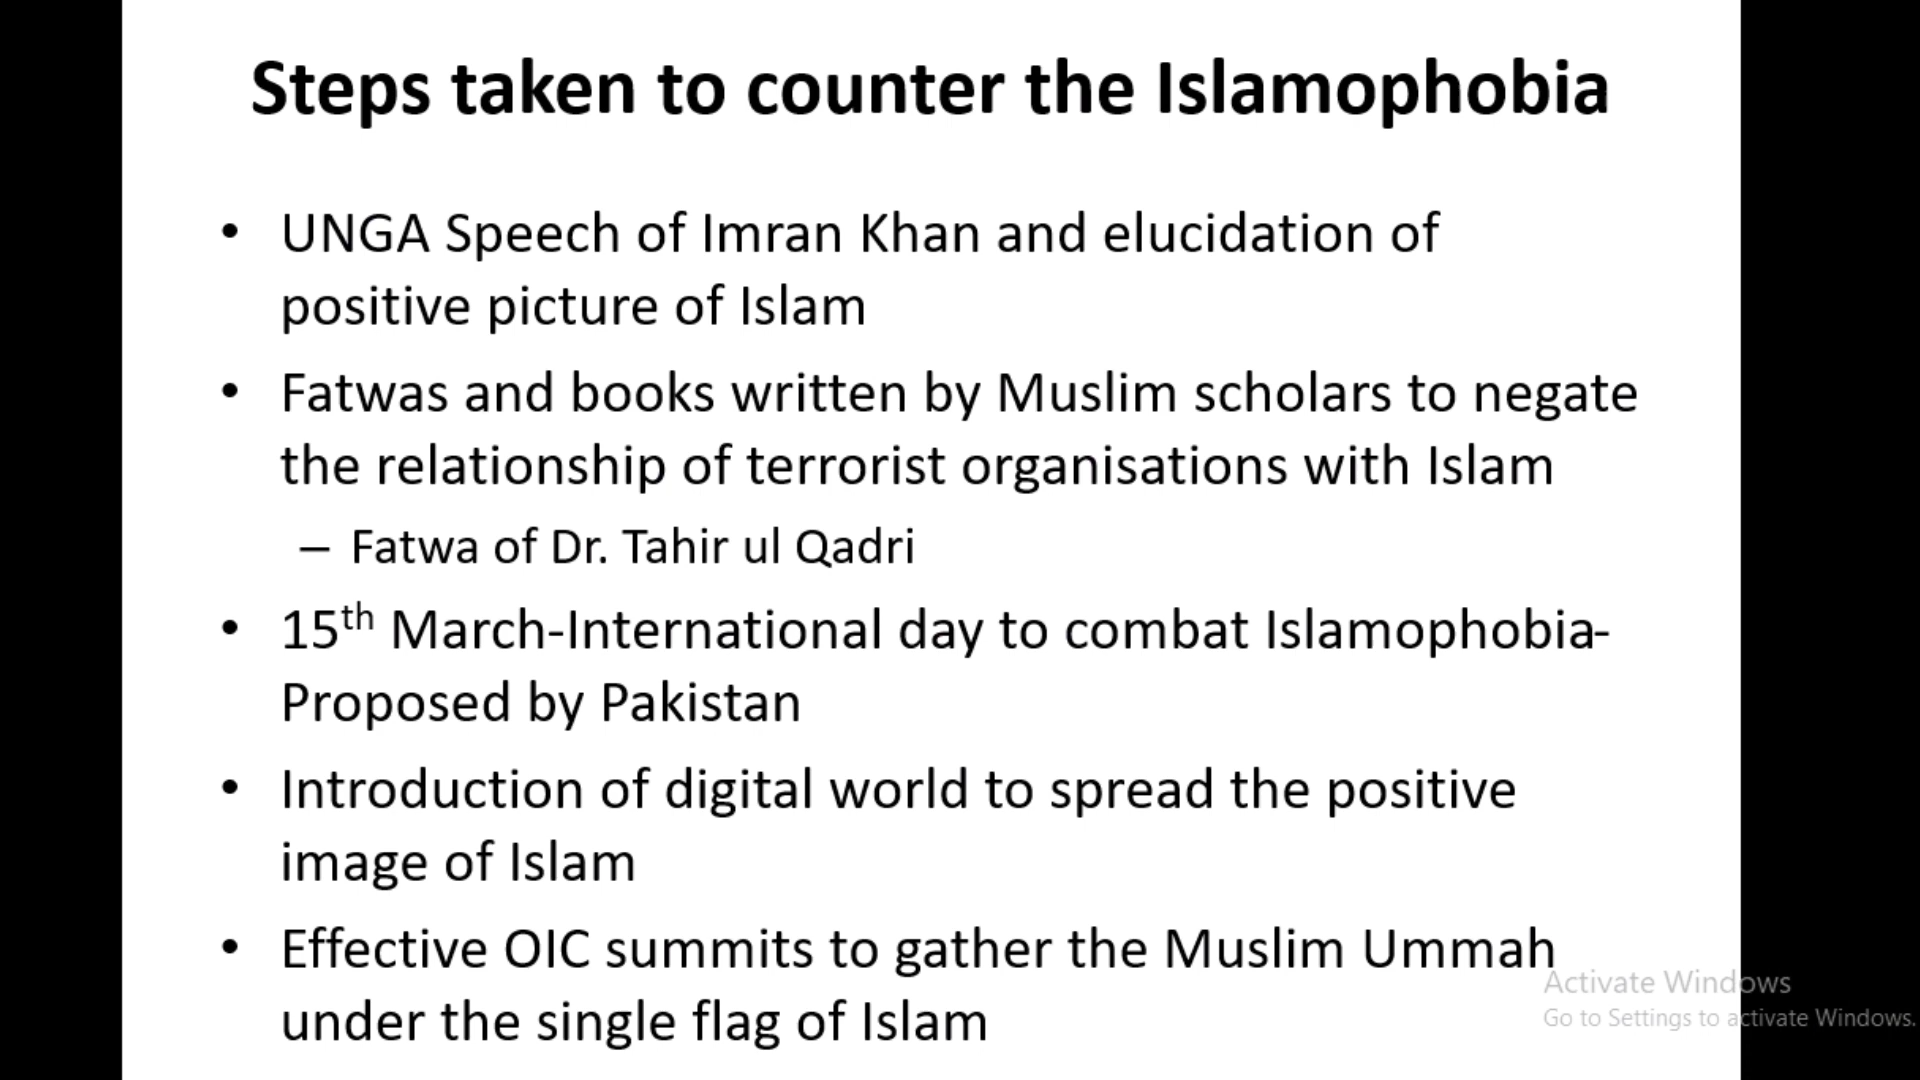 Steps taken to counter the Islamophobia
• UNGA Speech of Imran Khan and elucidation of
positive picture of Islam
• Fatwas and books written by Muslim scholars to negate
the relationship of terrorist organisations with Islam
– Fatwa of Dr. Tahir ul Qadri
• 15th March-International day to combat Islamophobia-
Proposed by Pakistan
• Introduction of digital world to spread the positive
image of Islam
• Effective OIC summits to gather the Muslim Ummah
under the single flag of Islam
Activate Windows
Go to Settings to activate Windows.